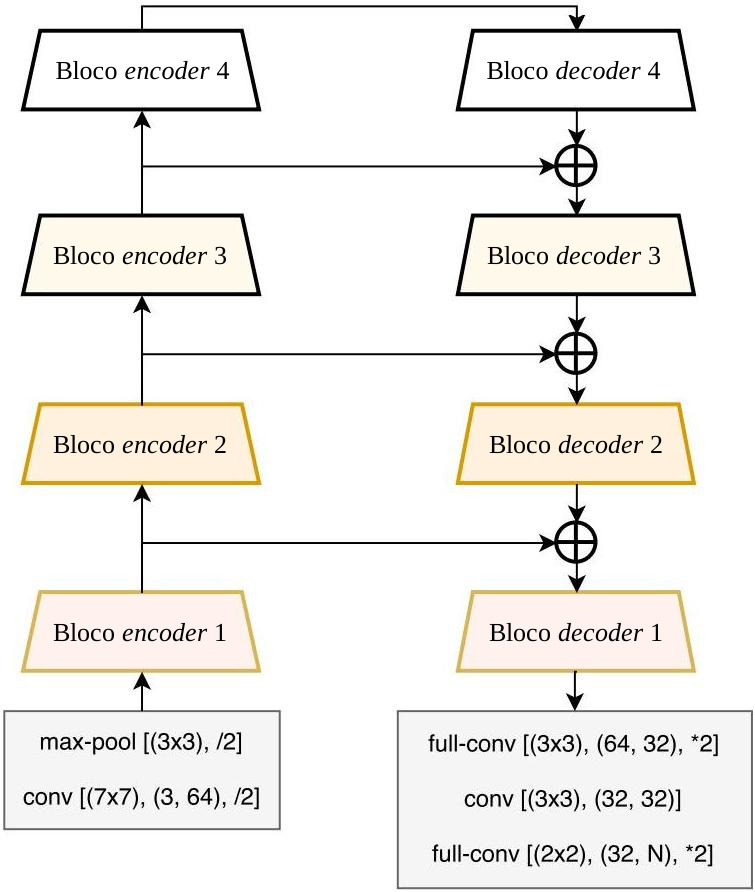 Bloco encoder 4
Bloco decoder 4
Bloco encoder 3
Bloco decoder 3
Bloco encoder 2
Bloco decoder 2
Bloco encoder 1
Bloco decoder 1
max-pool [(3x3), /2]
conv [(7x7), (3, 64), /2]
full-conv [(3x3), (64, 32), *2]
conv [(3x3), (32, 32)]
full-conv [(2x2), (32, N), *2]